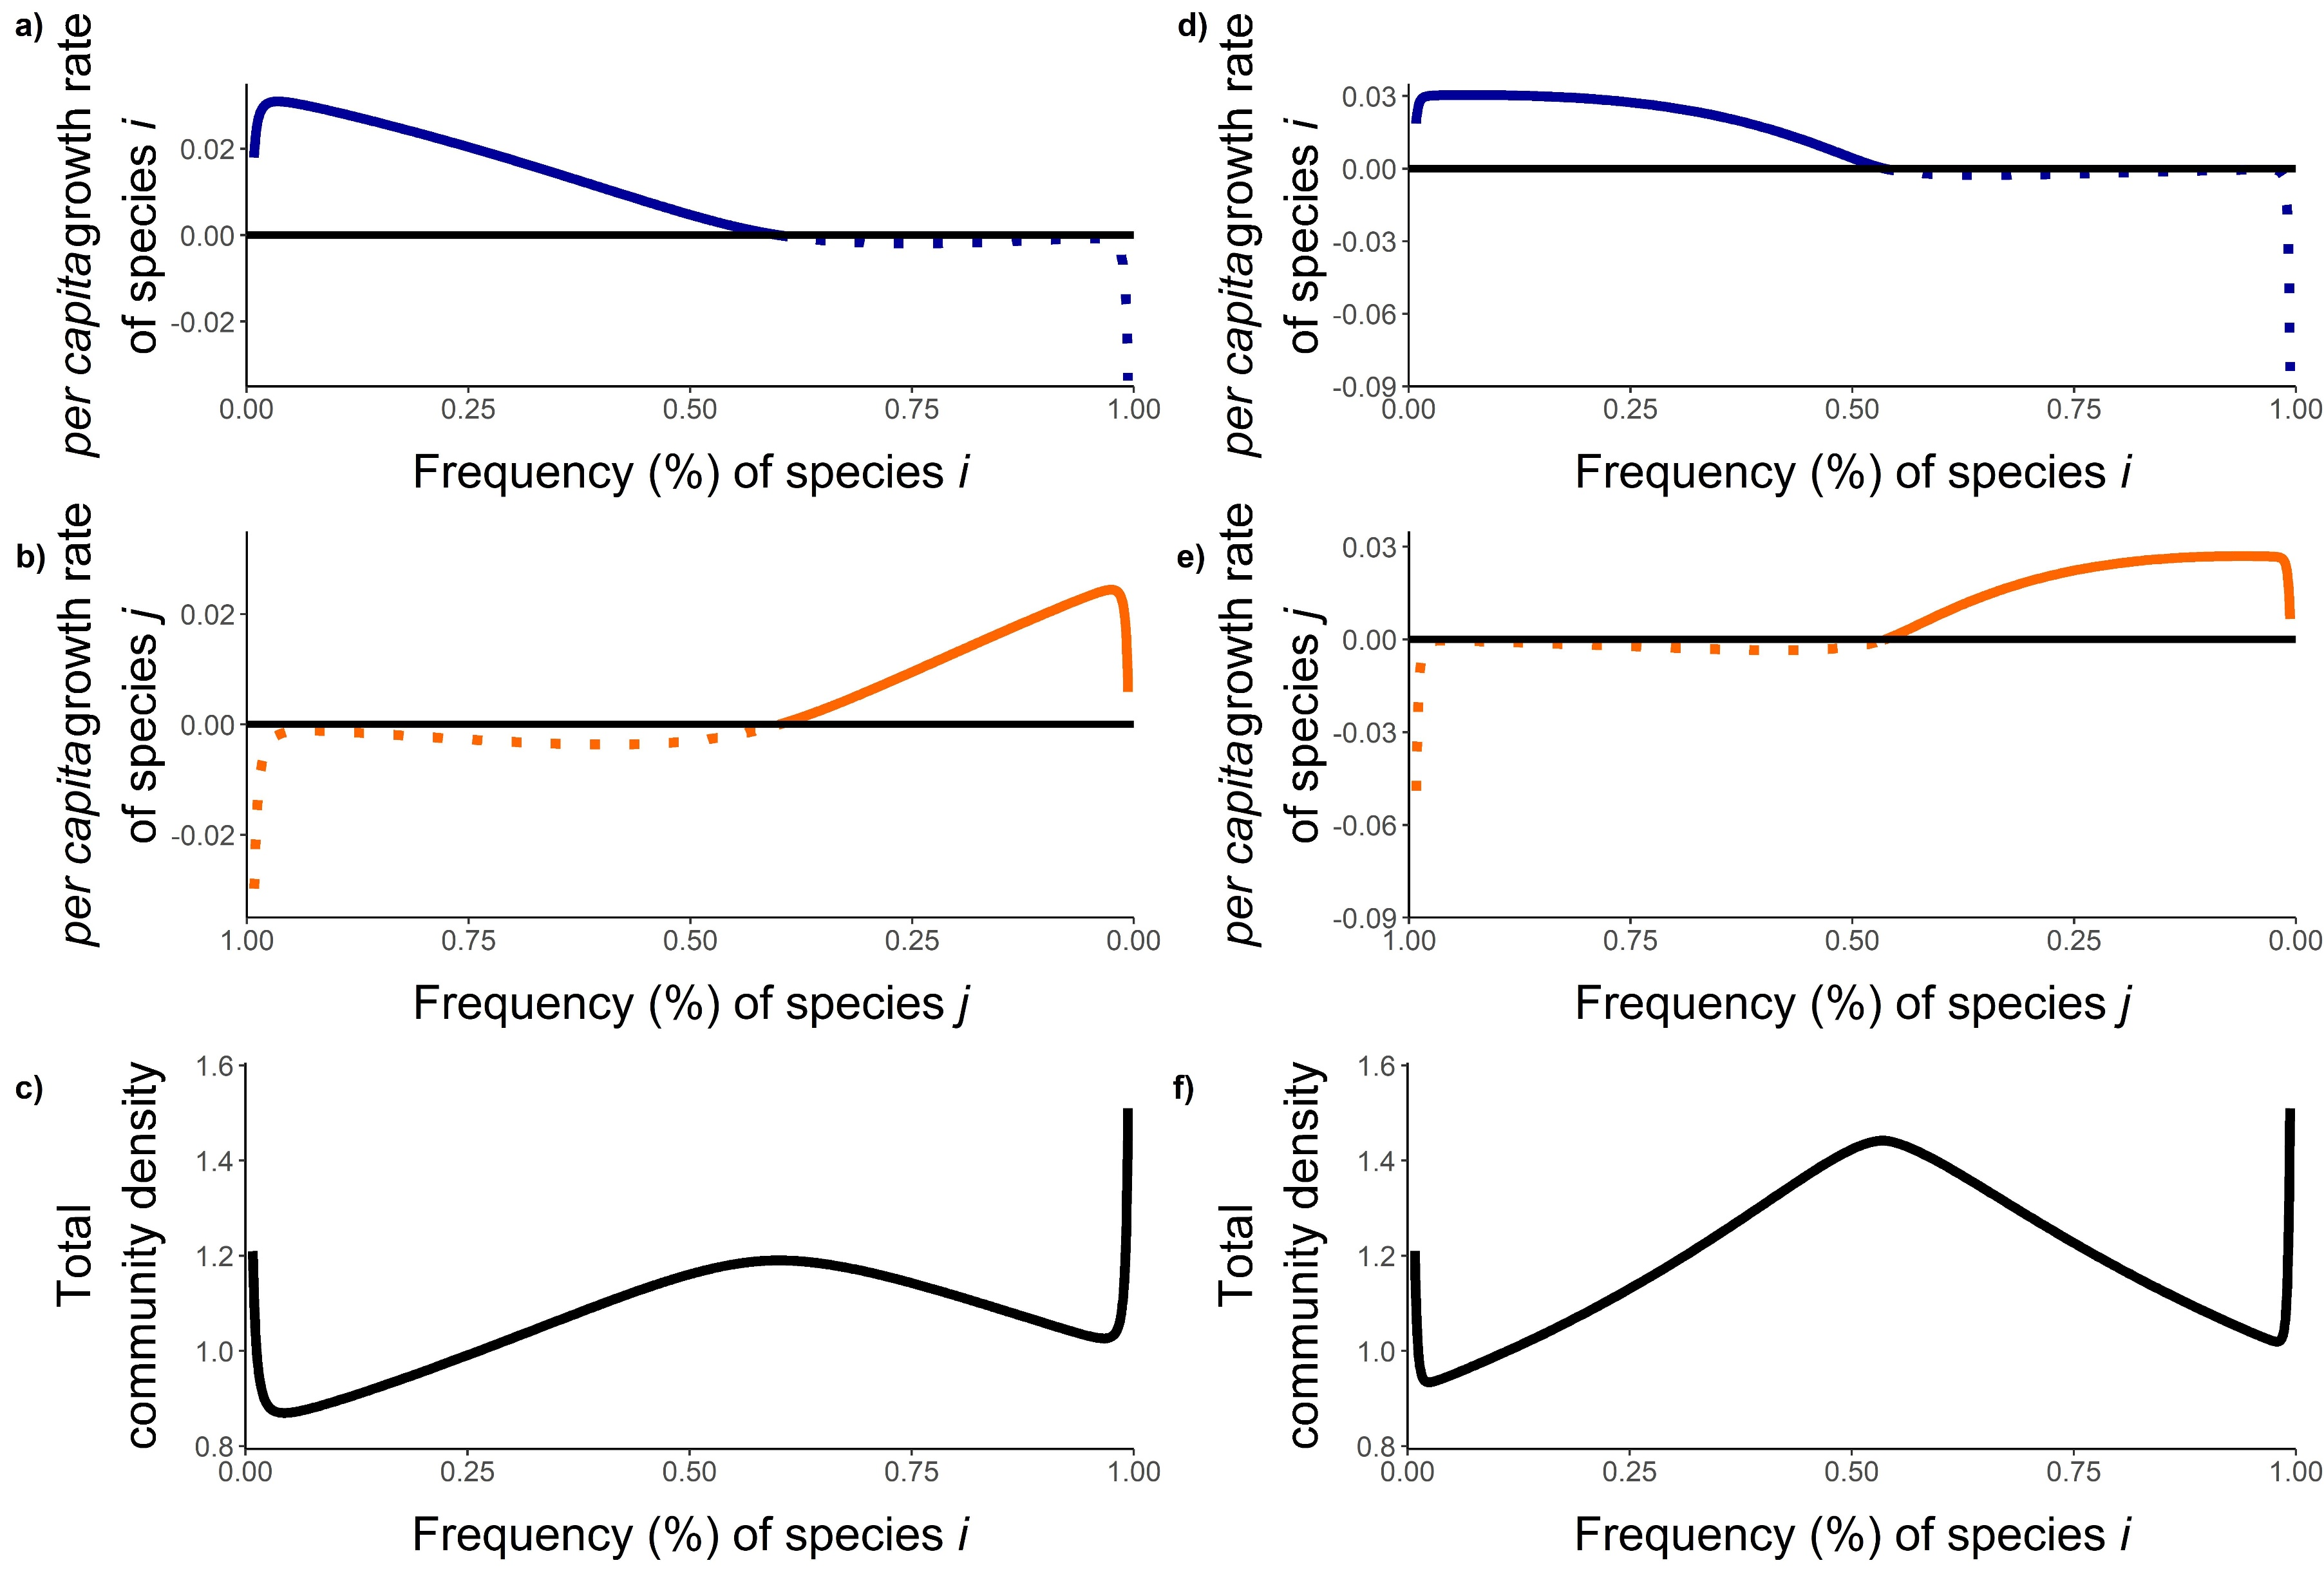 a)
per capitagrowth rate
of species i
0.02
0.00
-0.02
0.00 0.25 0.50 0.75 1.00
Frequency (%) of species i
b)
per capitagrowth rate
of species j
0.02
0.00
-0.02
1.00 0.75 0.50 0.25 0.00
Frequency (%) of species j
c)
Total
community density
1.6
1.4
1.2
1.0
0.8
0.00 0.25 0.50 0.75 1.00
Frequency (%) of species i
d)
per capitagrowth rate
of species i
0.03
0.00
-0.03
-0.06
-0.09
0.00 0.25 0.50 0.75 1.00
Frequency (%) of species i
e)
per capitagrowth rate
of species j
0.03
0.00
-0.03
-0.06
-0.09
1.00 0.75 0.50 0.25 0.00
Frequency (%) of species j
f)
Total
community density
1.6
1.4
1.2
1.0
0.8
0.00 0.25 0.50 0.75 1.00
Frequency (%) of species i